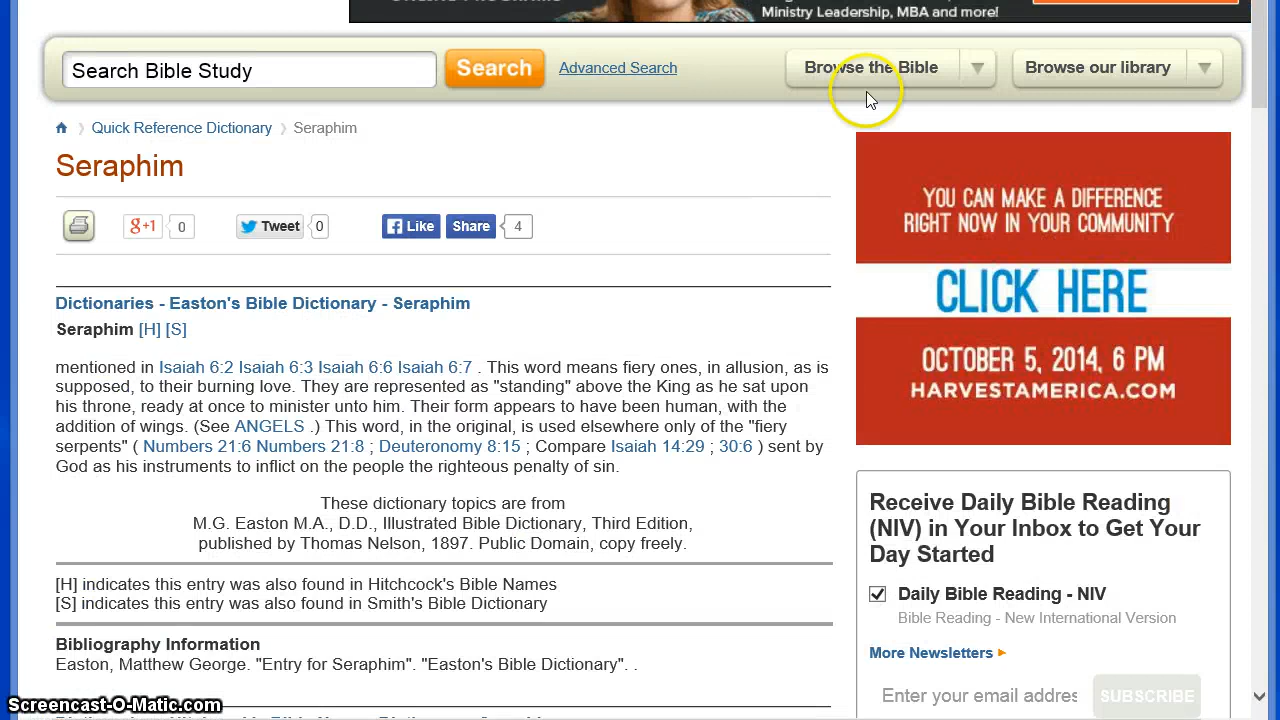 Ministry Leadership, MBA and more!
Search Bible Study
Search
Advanced Search
Browse the Bible
Browse our library
Quick Reference Dictionary
Seraphim
Seraphim
g+1
0
Tweet
0
Like
Share
4
Dictionaries - Easton's Bible Dictionary - Seraphim
Seraphim [H] [S]
mentioned in Isaiah 6:2 Isaiah 6:3 Isaiah 6:6 Isaiah 6:7 . This word means fiery ones, in allusion, as is
supposed, to their burning love. They are represented as "standing" above the King as he sat upon
his throne, ready at once to minister unto him. Their form appears to have been human, with the
addition of wings. (See ANGELS .) This word, in the original, is used elsewhere only of the "fiery
serpents" ( Numbers 21:6 Numbers 21:8 ; Deuteronomy 8:15 ; Compare Isaiah 14:29 ; 30:6 ) sent by
God as his instruments to inflict on the people the righteous penalty of sin.
These dictionary topics are from
M.G. Easton M.A., D.D., Illustrated Bible Dictionary, Third Edition,
published by Thomas Nelson, 1897. Public Domain, copy freely.
[H] indicates this entry was also found in Hitchcock's Bible Names
[S] indicates this entry was also found in Smith's Bible Dictionary
Bibliography Information
Easton, Matthew George. "Entry for Seraphim". "Easton's Bible Dictionary". .
YOU CAN MAKE A DIFFERENCE
RIGHT NOW IN YOUR COMMUNITY
CLICK HERE
OCTOBER 5, 2014, 6 PM
HARVESTAMERICA.COM
Receive Daily Bible Reading
(NIV) in Your Inbox to Get Your
Day Started
Daily Bible Reading - NIV
Bible Reading - New International Version
More Newsletters
Enter your email addres
SUBSCRIBE
Screencast-O-Matic.com